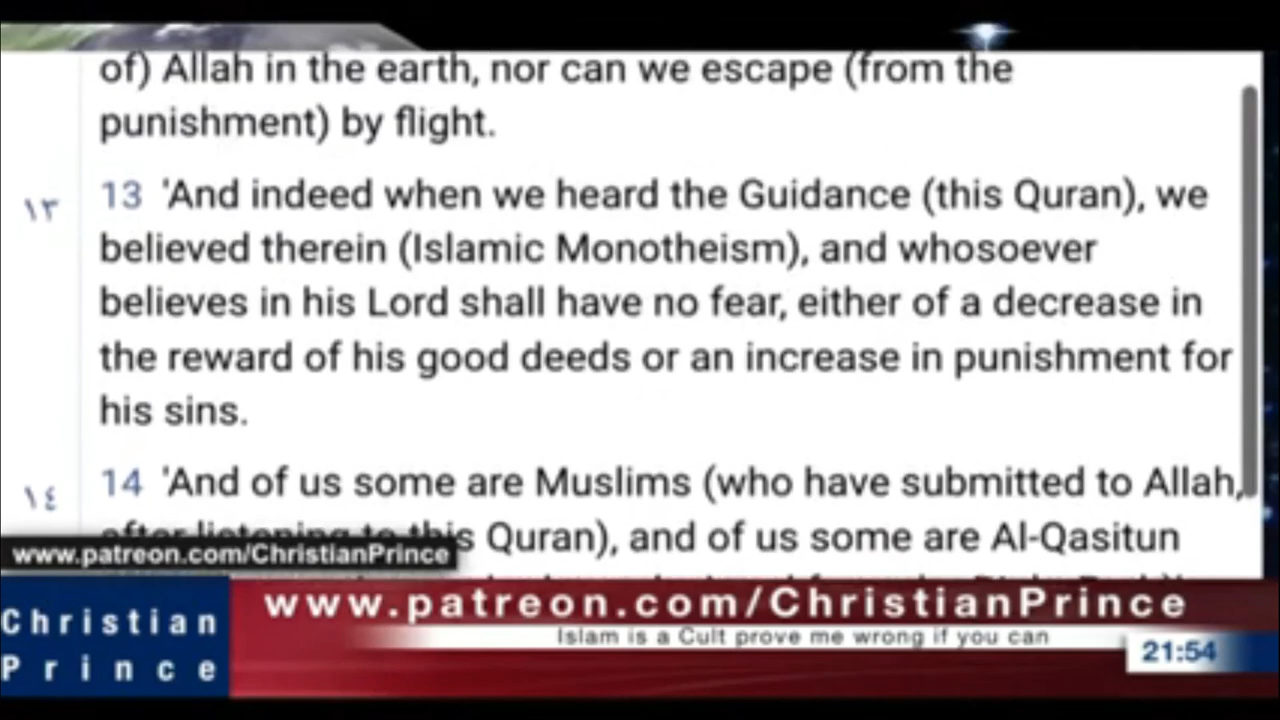 of) Allah in the earth, nor can we escape (from the
punishment) by flight.
١٣
13 'And indeed when we heard the Guidance (this Quran), we
believed therein (Islamic Monotheism), and whosoever
believes in his Lord shall have no fear, either of a decrease in
the reward of his good deeds or an increase in punishment for
his sins.
١٤
14 'And of us some are Muslims (who have submitted to Allah,
after listening to this Quran), and of us some are Al-Qasitun
www.patreon.com/ChristianPrince
www.patreon.com/ChristianPrince
Islam is a Cult prove me wrong if you can
Christian
Prince
21:54